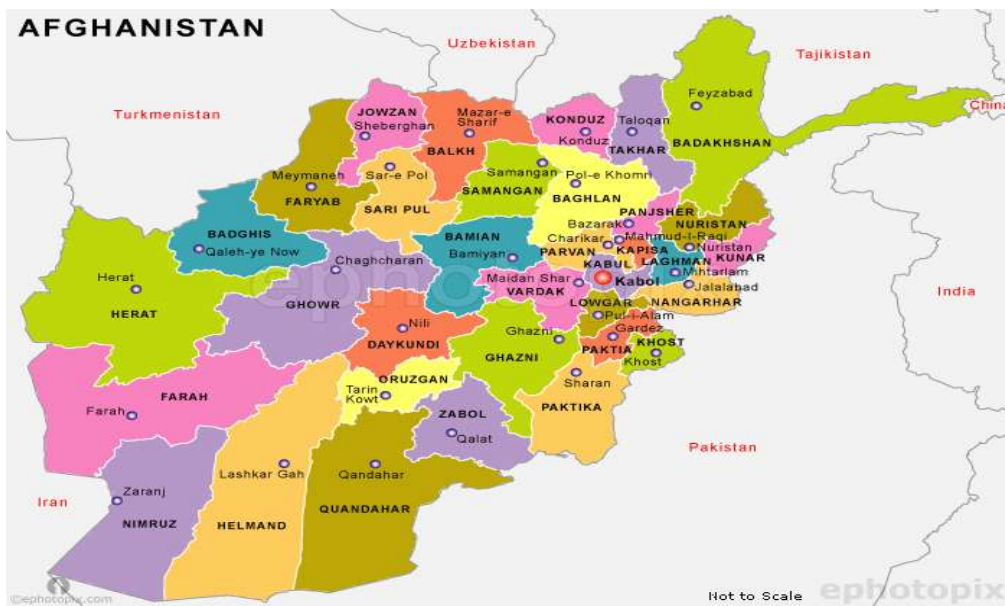 AFGHANISTAN
Uzbekistan
Tajikistan
Turkmenistan
China
Feyzabad
BADAKHSHAN
JOWZAN
Sheberghan
Mazar-e
Sharif
BALKH
KONDUZ
Konduz
Taloqan
TAKHAR
Meymaneh
FARYAB
Sar-e Pol
SARI PUL
Samangan
SAMANGAN
Pol-e Khomri
BAGHLAN
BADGHIS
Qaleh-ye Now
BAMIAN
Bamiyan
Bazarak
PANJSHER
NURISTAN
Charikar
Mahmud-I-Raqi
Nuristan
PARVAN
KAPISA
LAGHMAN
KUNAR
Chaghcharan
GHOWR
Maidan Shar
VARDAK
KABUL
Kabol
Mhtarlam
Jalalabad
NANGARHAR
Herat
HERAT
India
Nili
DAYKUNDI
LOWGAR
Pul-i-Alam
Gardez
Ghazni
GHAZNI
PAKTIA
KHOST
Khost
ORUZGAN
Tarin
Kowt
Sharan
PAKTIKA
FARAH
Farah
ZABOL
Qalat
Pakistan
Iran
Zaranj
NIMRUZ
Lashkar Gah
HELMAND
Qandahar
QUANDAHAR
©ephotopix.com
Not to Scale
ephotopix